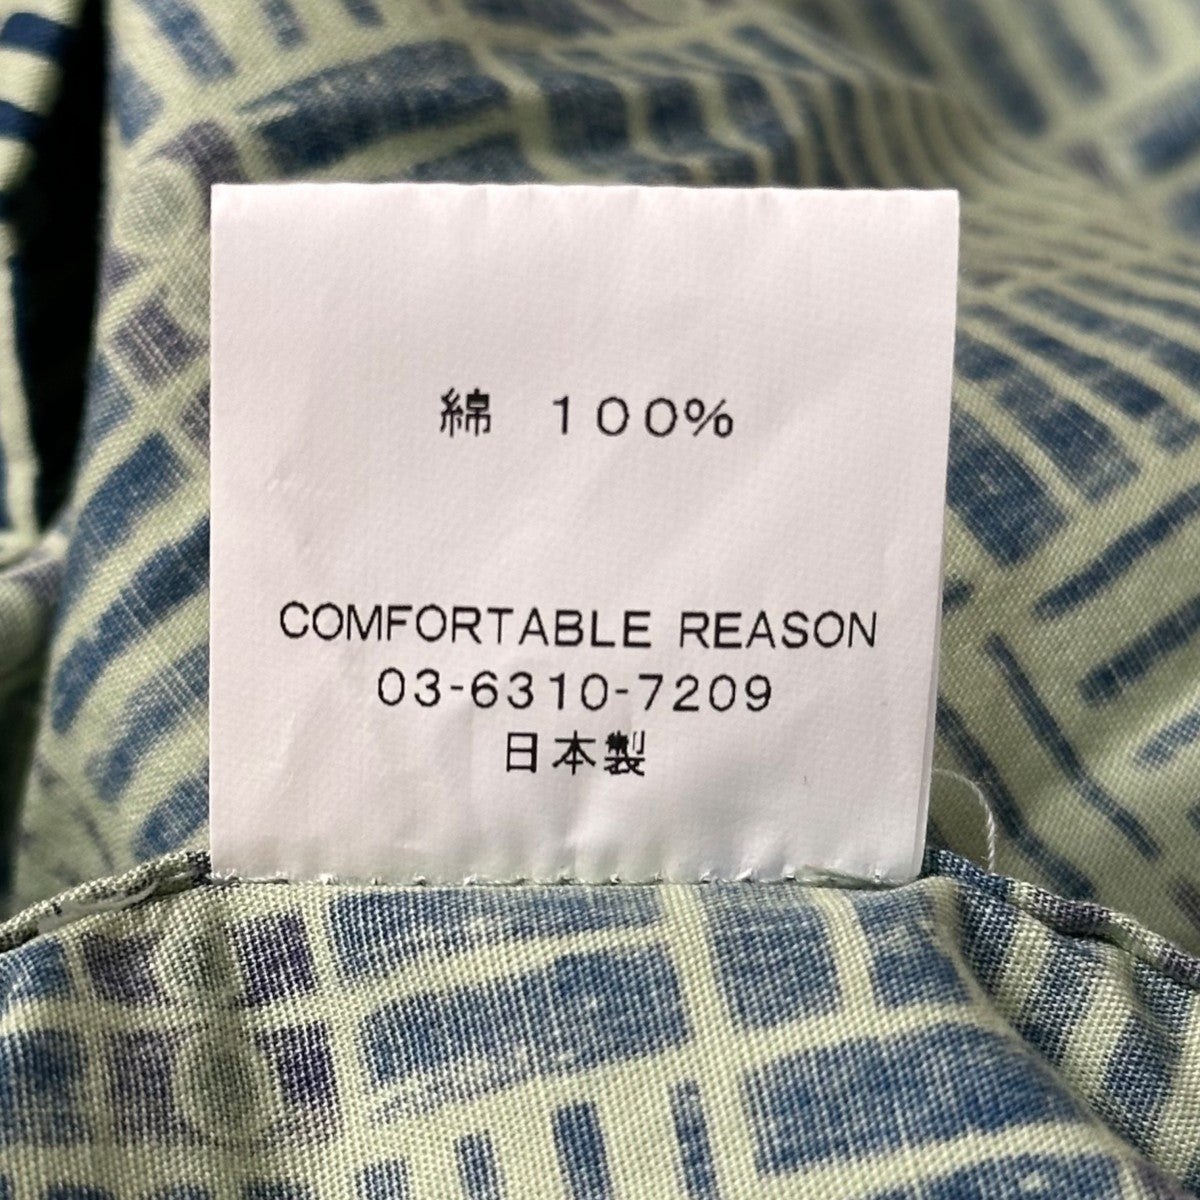 綿 100%
COMFORTABLE REASON
03-6310-7209
日本製